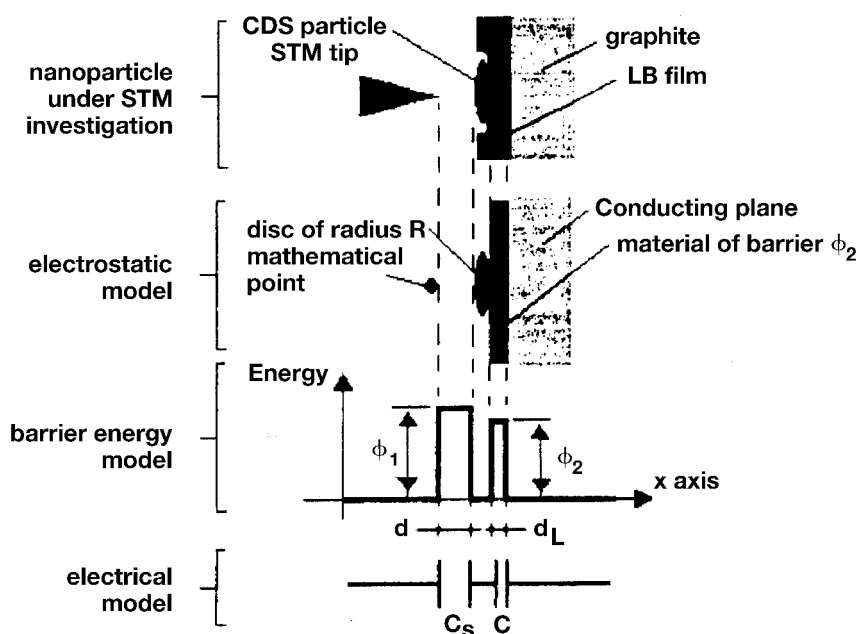 CDS particle
STM tip
graphite
LB film
nanoparticle
under STM
investigation
disc of radius R
mathematical
point
Conducting plane
material of barrier ϕ2
electrostatic
model
Energy
barrier energy
model
ϕ1
ϕ2
x axis
d
dL
electrical
model
Cs
C